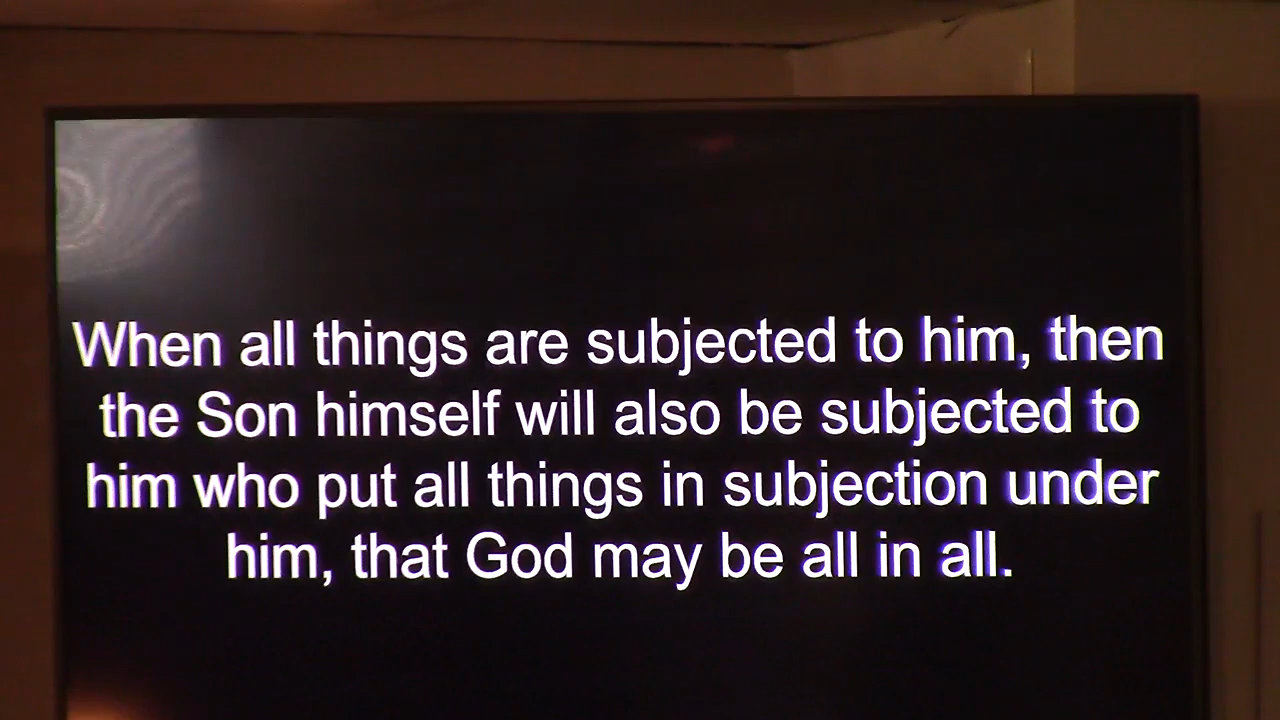 When all things are subjected to him, then
the Son himself will also be subjected to
him who put all things in subjection under
him, that God may be all in all.